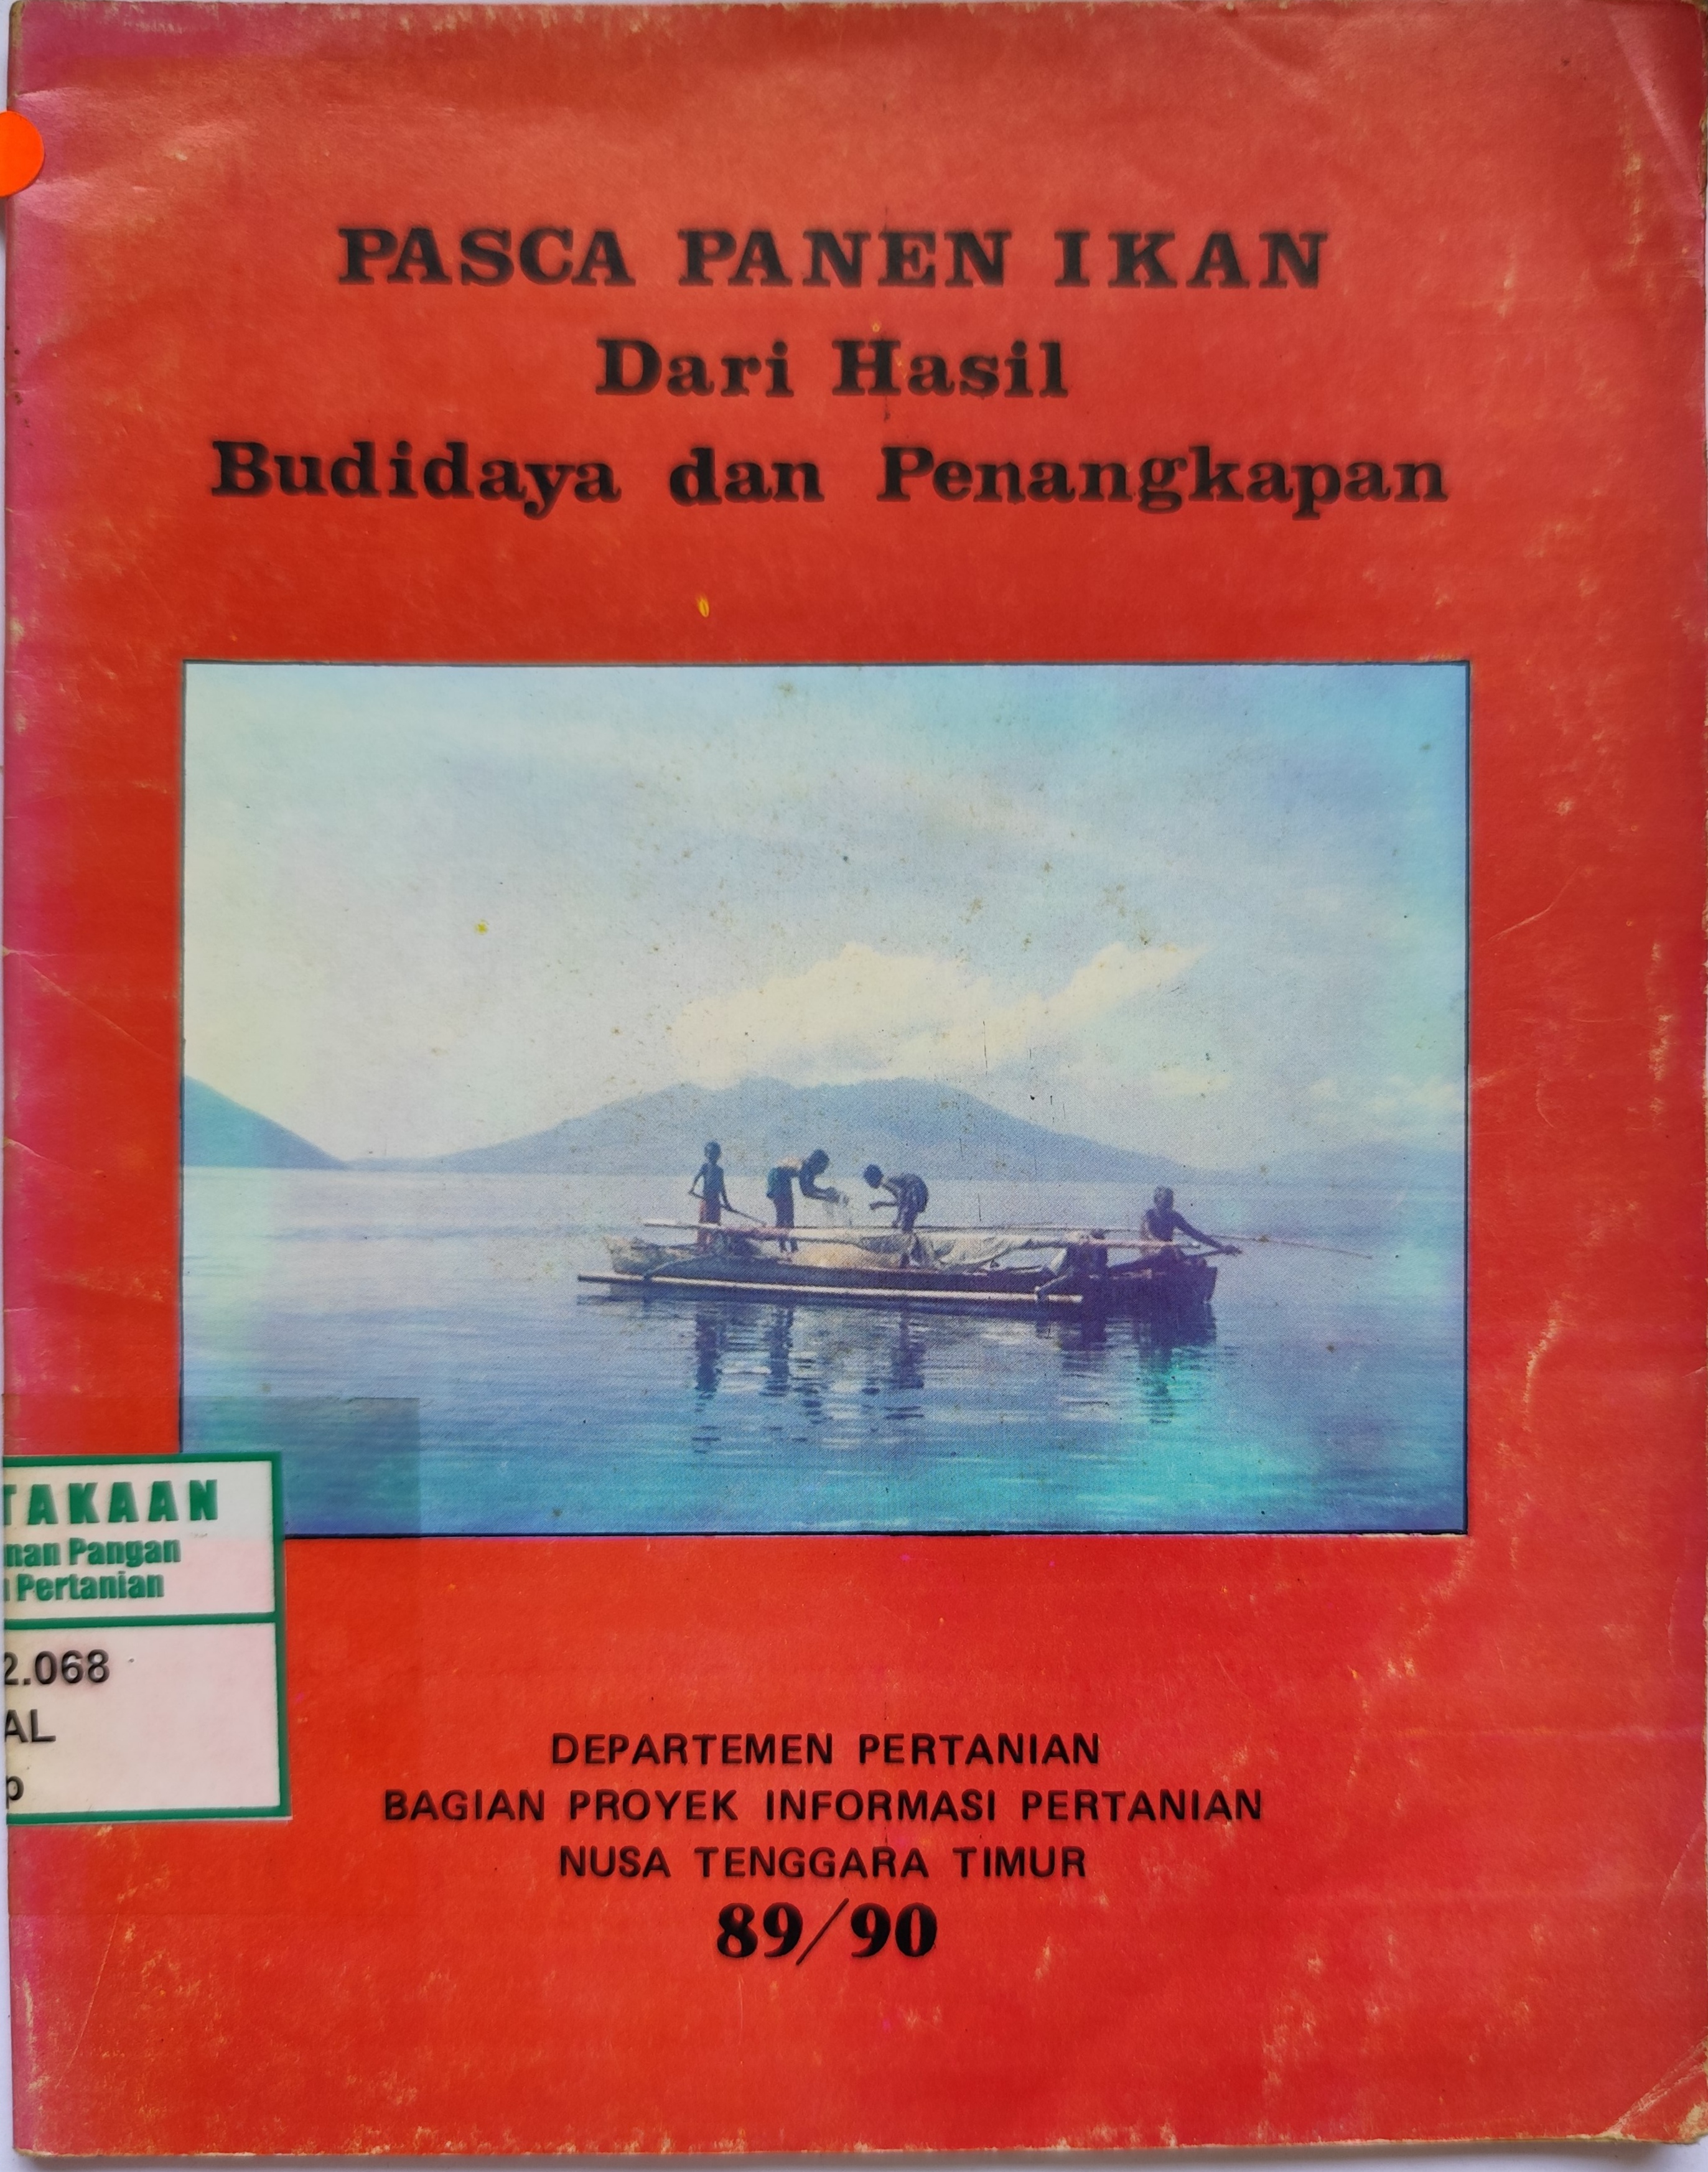 PASCA PANEN IKAN
Dari Hasil
Budidaya dan Penangkapan
TAKAAN
nan Pangan
Pertanian
2.068
AL
p
DEPARTEMEN PERTANIAN
BAGIAN PROYEK INFORMASI PERTANIAN
NUSA TENGGARA TIMUR
89/90